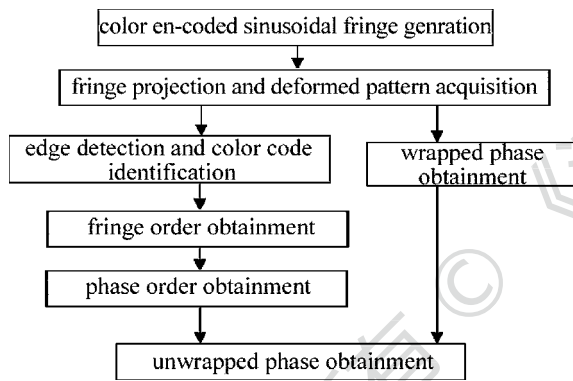 color en-coded sinusoidal fringe genration
fringe projection and deformed pattern acquisition
edge detection and color code
identification
wrapped phase
obtainment
fringe order obtainment
phase order obtainment
unwrapped phase obtainment